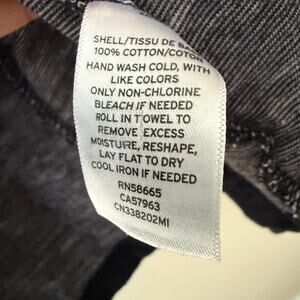 SHELL/TISSU DE BA
100% COTTON/COTO
HAND WASH COLD, WITH
LIKE COLORS
ONLY NON-CHLORINE
BLEACH IF NEEDED
ROLL IN TOWEL TO
REMOVE EXCESS
MOISTURE, RESHAPE,
LAY FLAT TO DRY
COOL IRON IF NEEDED
RN58665
CA57963
CN338202MI